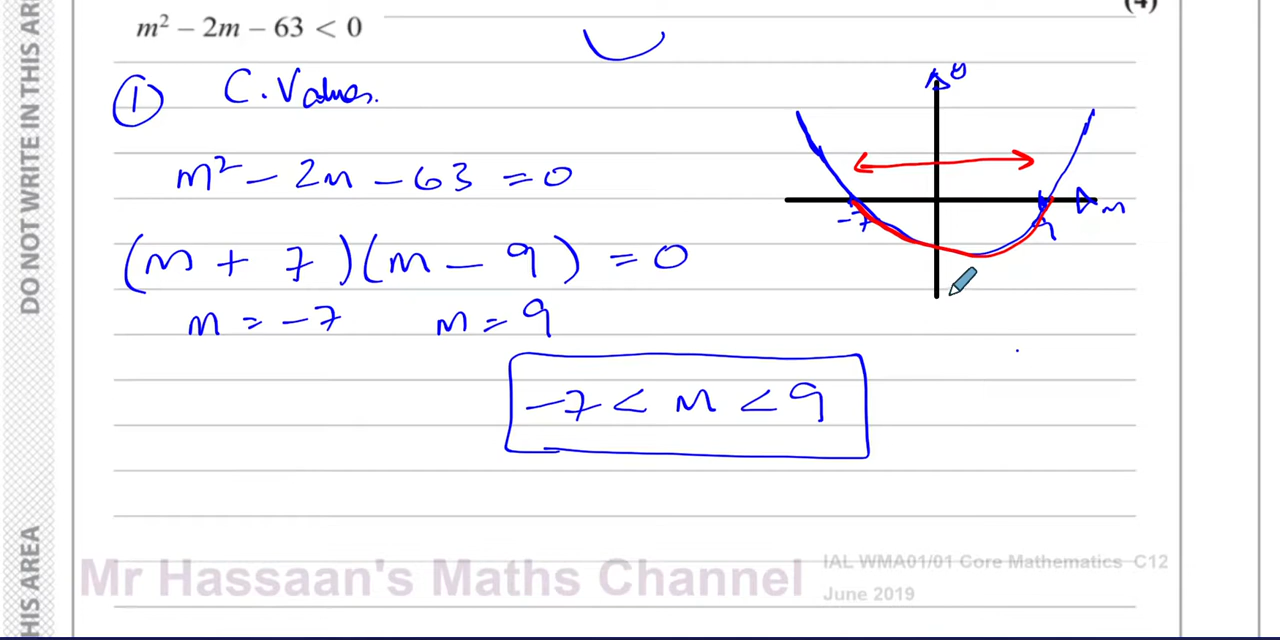 (4)
m² − 2m − 63 < 0
① C. Values.
m² − 2m − 63 = 0
(m + 7)(m − 9) = 0
m = −7 m = 9
−7 < m < 9
y
−7
9
m
DO NOT WRITE IN THIS AREA
HIS AREA
Mr Hassaan's Maths Channel
IAL WMA01/01 Core Mathematics - C12
June 2019